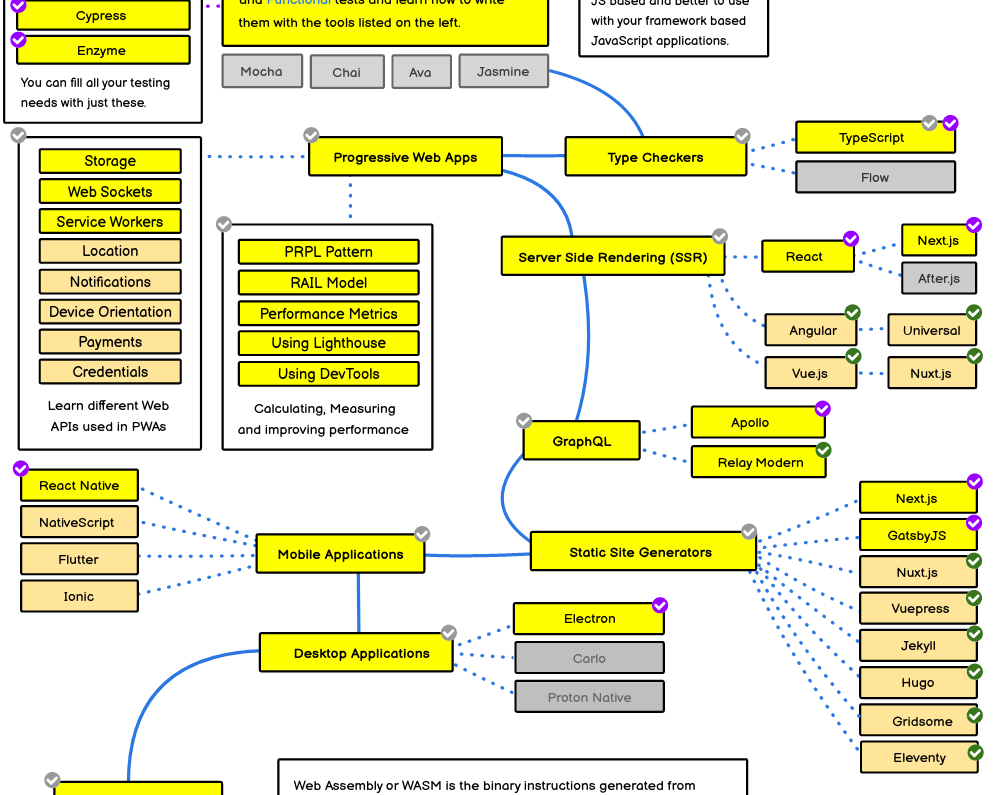 and Functional tests and learn how to write
them with the tools listed on the left.
JS based and better to use
with your framework based
JavaScript applications.
Cypress
Enzyme
You can fill all your testing
needs with just these.
Mocha
Chai
Ava
Jasmine
Progressive Web Apps
Type Checkers
TypeScript
Flow
Storage
Web Sockets
Service Workers
Location
Notifications
Device Orientation
Payments
Credentials
Learn different Web
APIs used in PWAs
PRPL Pattern
RAIL Model
Performance Metrics
Using Lighthouse
Using DevTools
Calculating, Measuring
and improving performance
Server Side Rendering (SSR)
React
Next.js
After.js
Angular
Universal
Vue.js
Nuxt.js
GraphQL
Apollo
Relay Modern
React Native
NativeScript
Flutter
Ionic
Mobile Applications
Static Site Generators
Next.js
GatsbyJS
Nuxt.js
Vuepress
Jekyll
Hugo
Gridsome
Eleventy
Desktop Applications
Electron
Carlo
Proton Native
Web Assembly or WASM is the binary instructions generated from